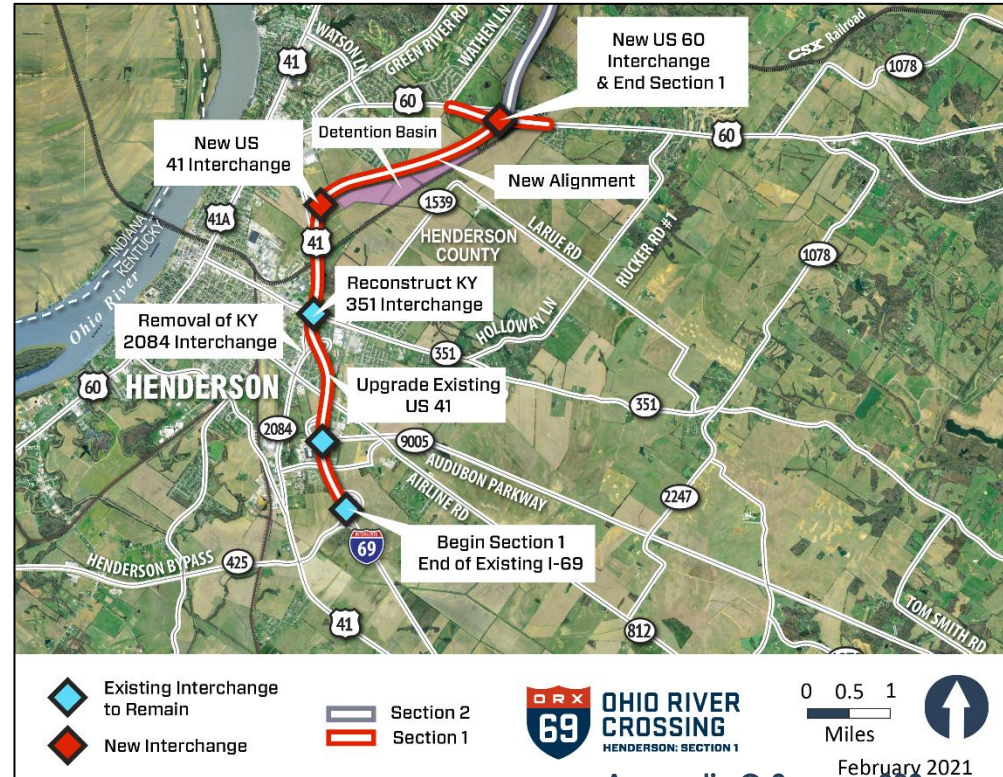 WATSON LN
GREEN RIVER RD
WATHEN LN
41
60
New US 60
Interchange
& End Section 1
CSX Railroad
1078
New US
41 Interchange
Detention Basin
60
New Alignment
41A
41
1539
HENDERSON
COUNTY
LARUE RD
RUCKER RD #1
1078
INDIANA
KENTUCKY
Ohio River
Reconstruct KY
351 Interchange
Removal of KY
2084 Interchange
HOLLOWAY LN
351
60
HENDERSON
Upgrade Existing
US 41
351
2084
9005
AUDUBON PARKWAY
AIRLINE RD
2247
Begin Section 1
End of Existing I-69
INTERSTATE
69
HENDERSON BYPASS
425
41
812
TOM SMITH RD
Existing Interchange
to Remain
New Interchange
Section 2
Section 1
ORX
69
OHIO RIVER
CROSSING
HENDERSON: SECTION 1
0 0.5 1
Miles
February 2021